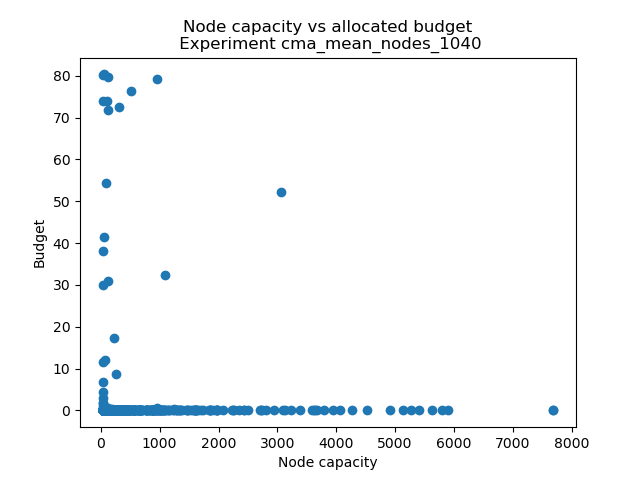 Node capacity vs allocated budget
Experiment cma_mean_nodes_1040
80
70
60
50
40
30
20
10
0
Budget
0 1000 2000 3000 4000 5000 6000 7000 8000
Node capacity